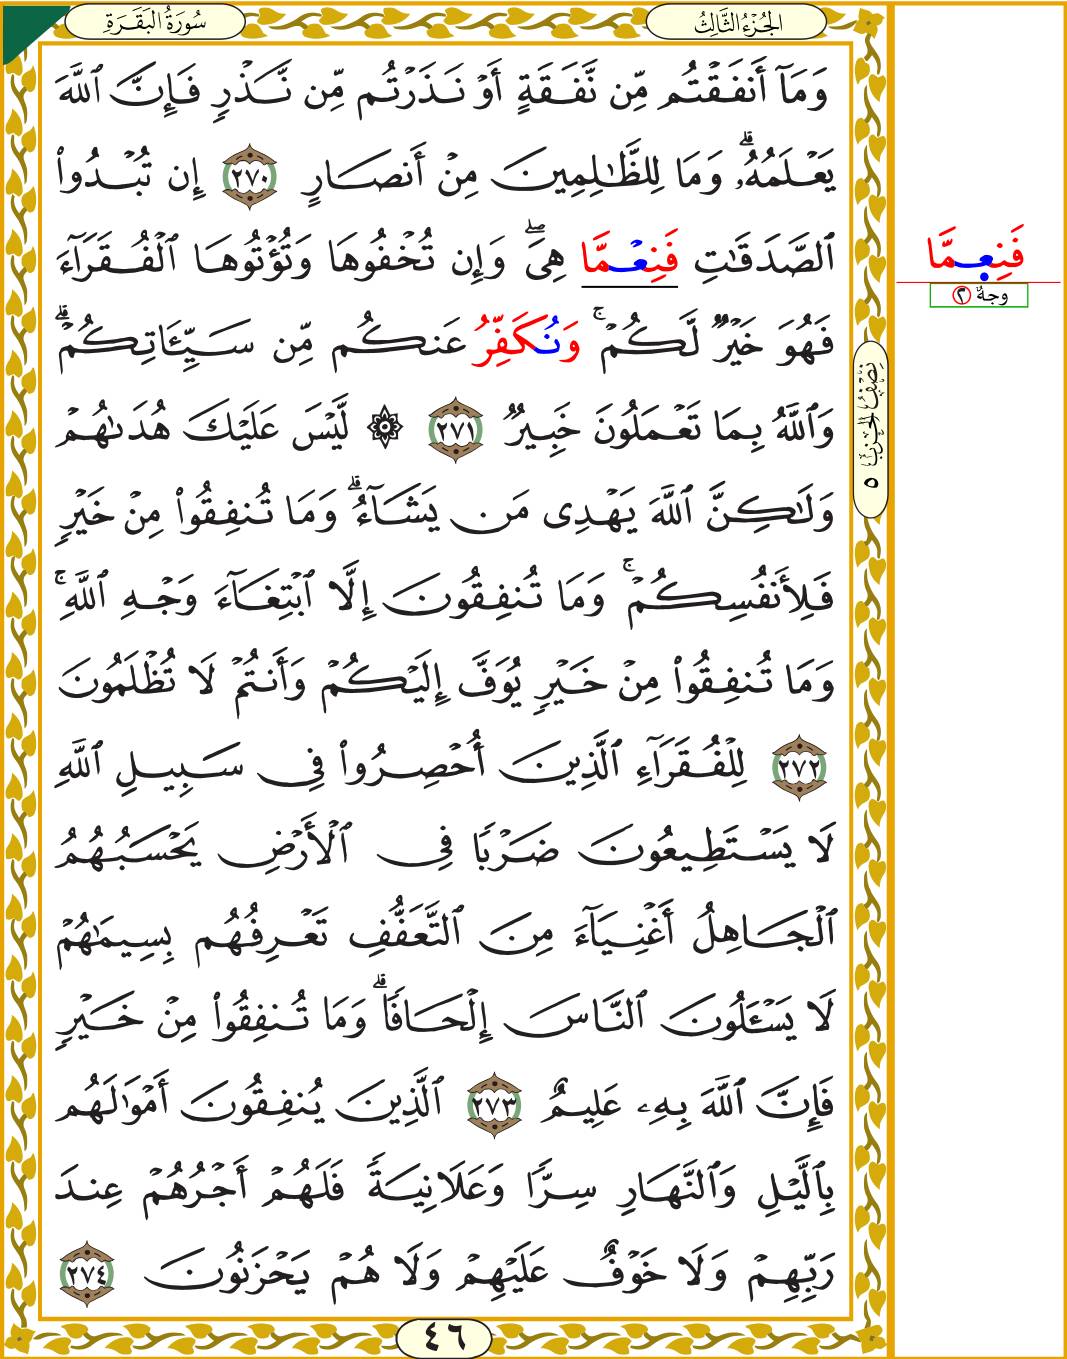 سُورَةُ البَقَرَةِ
الجُزْءُ الثَّالِثُ
وَمَآ أَنفَقْتُم مِّن نَّفَقَةٍ أَوْ نَذَرْتُم مِّن نَّذْرٍ فَإِنَّ ٱللَّهَ
يَعْلَمُهُۥۗ وَمَا لِلظَّٰلِمِينَ مِنْ أَنصَارٍ ٢٧٠ إِن تُبْدُوا۟
ٱلصَّدَقَٰتِ فَنِعْمَّا هِىَۖ وَإِن تُخْفُوهَا وَتُؤْتُوهَا ٱلْفُقَرَآءَ
فَهُوَ خَيْرٌ لَّكُمْۚ وَنُكَفِّرُ عَنكُم مِّن سَيِّـَٔاتِكُمْۗ
وَٱللَّهُ بِمَا تَعْمَلُونَ خَبِيرٌ ٢٧١ ۞ لَّيْسَ عَلَيْكَ هُدَىٰهُمْ
وَلَٰكِنَّ ٱللَّهَ يَهْدِى مَن يَشَآءُۗ وَمَا تُنفِقُوا۟ مِنْ خَيْرٍ
فَلِأَنفُسِكُمْۚ وَمَا تُنفِقُونَ إِلَّا ٱبْتِغَآءَ وَجْهِ ٱللَّهِۚ
وَمَا تُنفِقُوا۟ مِنْ خَيْرٍ يُوَفَّ إِلَيْكُمْ وَأَنتُمْ لَا تُظْلَمُونَ
٢٧٢ لِلْفُقَرَآءِ ٱلَّذِينَ أُحْصِرُوا۟ فِى سَبِيلِ ٱللَّهِ
لَا يَسْتَطِيعُونَ ضَرْبًا فِى ٱلْأَرْضِ يَحْسَبُهُمُ
ٱلْجَاهِلُ أَغْنِيَآءَ مِنَ ٱلتَّعَفُّفِ تَعْرِفُهُم بِسِيمَٰهُمْ
لَا يَسْـَٔلُونَ ٱلنَّاسَ إِلْحَافًاۗ وَمَا تُنفِقُوا۟ مِنْ خَيْرٍ
فَإِنَّ ٱللَّهَ بِهِۦ عَلِيمٌ ٢٧٣ ٱلَّذِينَ يُنفِقُونَ أَمْوَٰلَهُم
بِٱلَّيْلِ وَٱلنَّهَارِ سِرًّا وَعَلَانِيَةً فَلَهُمْ أَجْرُهُمْ عِندَ
رَبِّهِمْ وَلَا خَوْفٌ عَلَيْهِمْ وَلَا هُمْ يَحْزَنُونَ ٢٧٤
٤٦
نِصْفُ الحِزْبِ ٥
فَنِعِمَّا
وجهٌ ٢